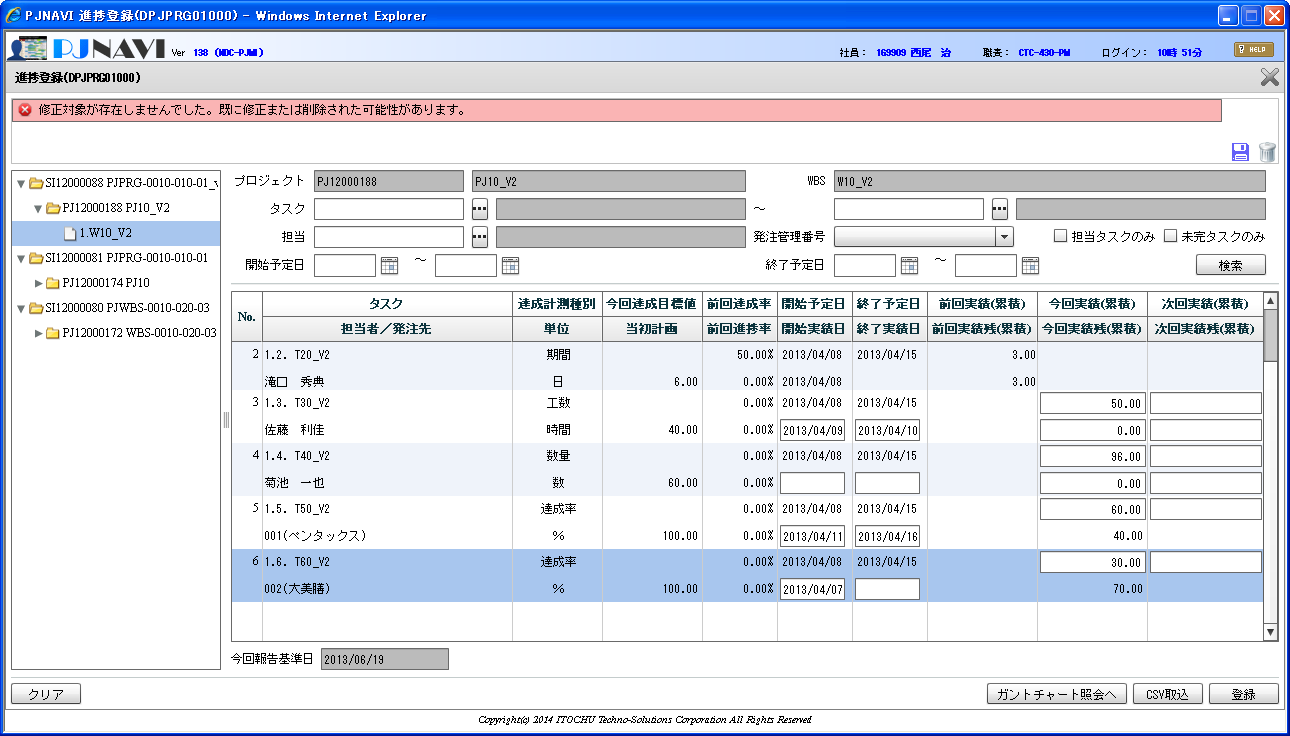 PJNAVI 進捗登録(DPJPRG01000) - Windows Internet Explorer
PJNAVI Ver 138 (NDC-PJM) 社員： 169909 西尾 治 職責： CTC-430-PM ログイン： 10時 51分 ? HELP
進捗登録(DPJPRG01000)
修正対象が存在しませんでした。既に修正または削除された可能性があります。
SI12000088 PJPRG-0010-010-01_v
PJ12000188 PJ10_V2
1.W10_V2
SI12000081 PJPRG-0010-010-01
PJ12000174 PJ10
SI12000080 PJWBS-0010-020-03
PJ12000172 WBS-0010-020-03
プロジェクト PJ12000188 PJ10_V2 WBS W10_V2
タスク ～
担当 発注管理番号 担当タスクのみ 未完タスクのみ
開始予定日 ～ 終了予定日 ～ 検索
No. タスク 達成計測種別 今回達成目標値 前回達成率 開始予定日 終了予定日 前回実績(累積) 今回実績(累積) 次回実績(累積)
担当者／発注先 単位 当初計画 前回進捗率 開始実績日 終了実績日 前回実績残(累積) 今回実績残(累積) 次回実績残(累積)
2 1.2. T20_V2 期間 50.00% 2013/04/08 2013/04/15 3.00
滝口 秀典 日 6.00 0.00% 2013/04/08 3.00
3 1.3. T30_V2 工数 0.00% 2013/04/08 2013/04/15 50.00
佐藤 利佳 時間 40.00 0.00% 2013/04/09 2013/04/10 0.00
4 1.4. T40_V2 数量 0.00% 2013/04/08 2013/04/15 96.00
菊池 一也 数 60.00 0.00% 0.00
5 1.5. T50_V2 達成率 0.00% 2013/04/08 2013/04/15 60.00
001(ペンタックス) % 100.00 0.00% 2013/04/11 2013/04/16 40.00
6 1.6. T60_V2 達成率 0.00% 2013/04/08 2013/04/15 30.00
002(大美膳) % 100.00 0.00% 2013/04/07 70.00
今回報告基準日 2013/06/19
クリア ガントチャート照会へ CSV取込 登録
Copyright(c) 2014 ITOCHU Techno-Solutions Corporation All Rights Reserved